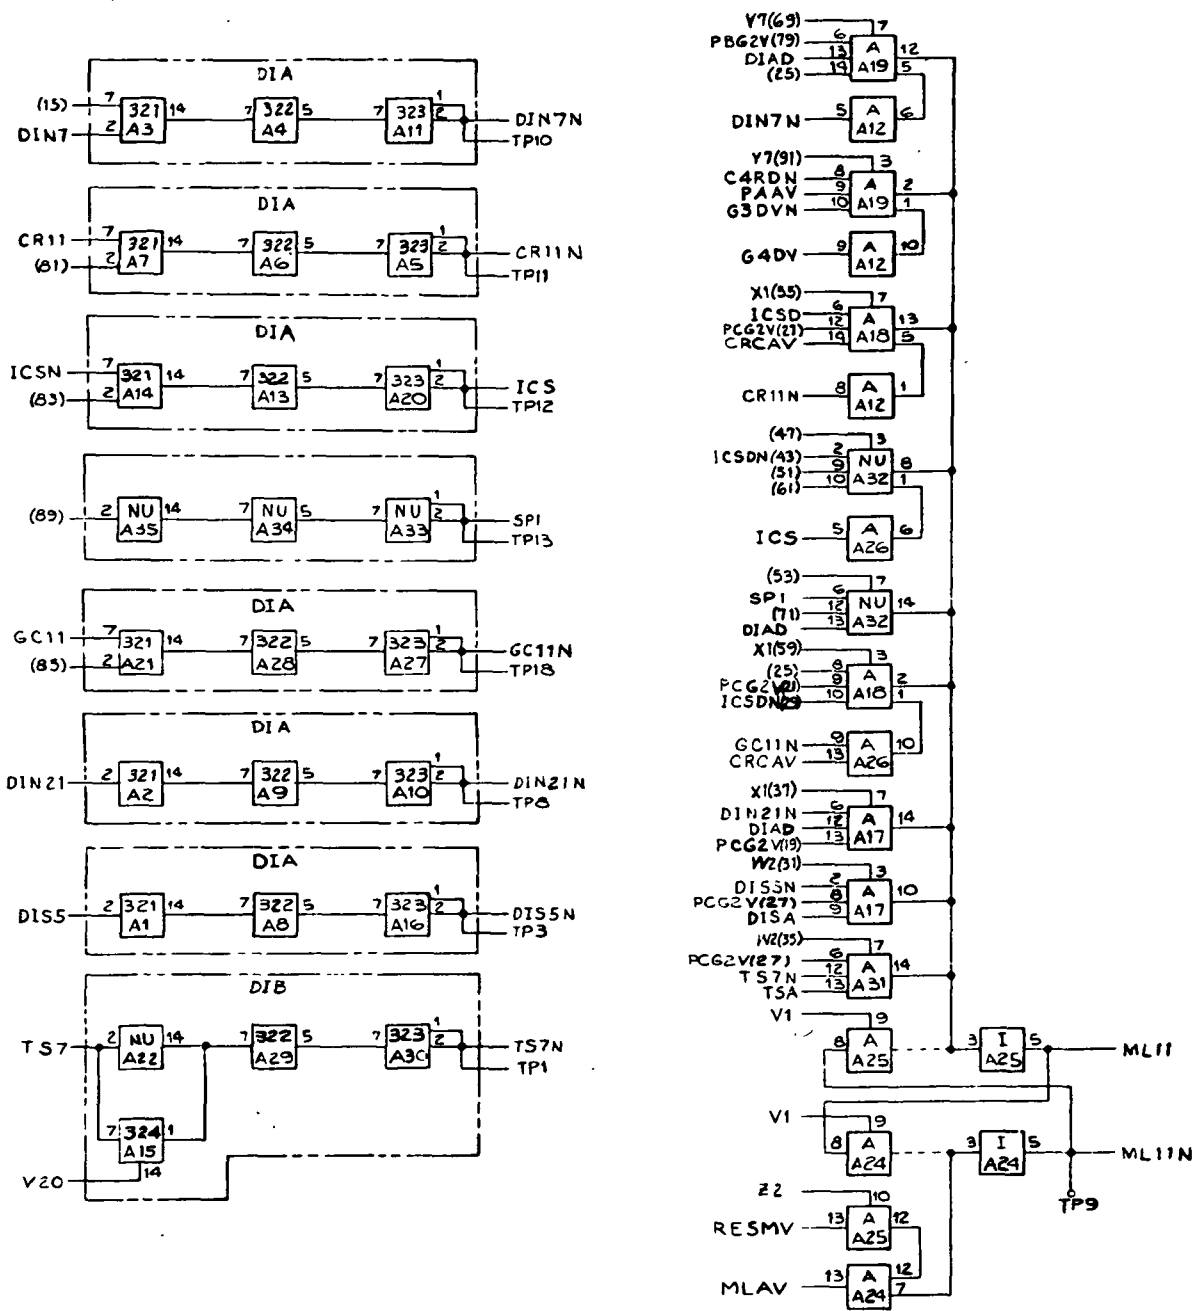 DIA
(15) 7 321 A3 14 7 322 A4 5 7 323 A11 1 2 DIN7N
DIN7 2 TP10
DIA
CR11 7 321 A7 14 7 322 A6 5 7 323 A5 1 2 CR11N
(81) 2 TP11
DIA
ICSN 7 321 A14 14 7 322 A13 5 7 323 A20 1 2 ICS
(83) 2 TP12
(89) 2 NU A35 14 7 NU A34 5 7 NU A33 1 2 SP1
TP13
DIA
GC11 7 321 A21 14 7 322 A28 5 7 323 A27 1 2 GC11N
(85) 2 TP18
DIA
DIN21 2 321 A2 14 7 322 A9 5 7 323 A10 1 2 DIN21N
TP8
DIA
DIS5 2 321 A1 14 7 322 A8 5 7 323 A16 1 2 DIS5N
TP3
DIB
TS7 2 NU A22 14 7 322 A29 5 7 323 A30 1 2 TS7N
TP1
7 324 A15 1
V20 14
V7(69) 7
PBG2V(79) 6 A A19 12
DIAD 13 5
(25) 14
DIN7N 5 A A12 6
Y7(91) 3
C4RDN 8 A A19 2
PAAV 9 1
G3DVN 10
G4DV 9 A A12 10
X1(55) 7
ICSD 6 A A18 13
PCG2V(27) 12 5
CRCAV 14
CR11N 8 A A12 1
(47) 3
ICSDN(43) 2 NU A32 8
(51) 9 1
(61) 10
ICS 5 A A26 6
(53) 7
SP1 6 NU A32 14
(71) 12
DIAD 13
X1(59) 3
(25) 8 A A18 2
PCG2V(21) 9 1
ICSDN(29) 10
GC11N 9 A A26 10
CRCAV 13
X1(37) 7
DIN21N 6 A A17 14
DIAD 12
PCG2V(19) 13
W2(31) 3
DIS5N 2 A A17 10
PCG2V(27) 8
DISA 9
W2(35) 7
PCG2V(27) 6 A A31 14
TS7N 12
TSA 13
V1 9
8 A A25 3 I A25 5 ML11
V1 9
8 A A24 3 I A24 5 ML11N
TP9
Z2 10
RESMV 13 A A25 12
MLAV 13 A A24 12 7